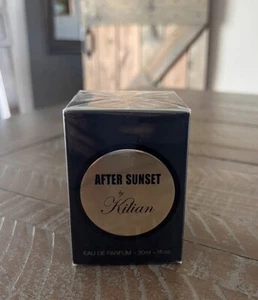 AFTER SUNSET
by
Kilian
EAU DE PARFUM